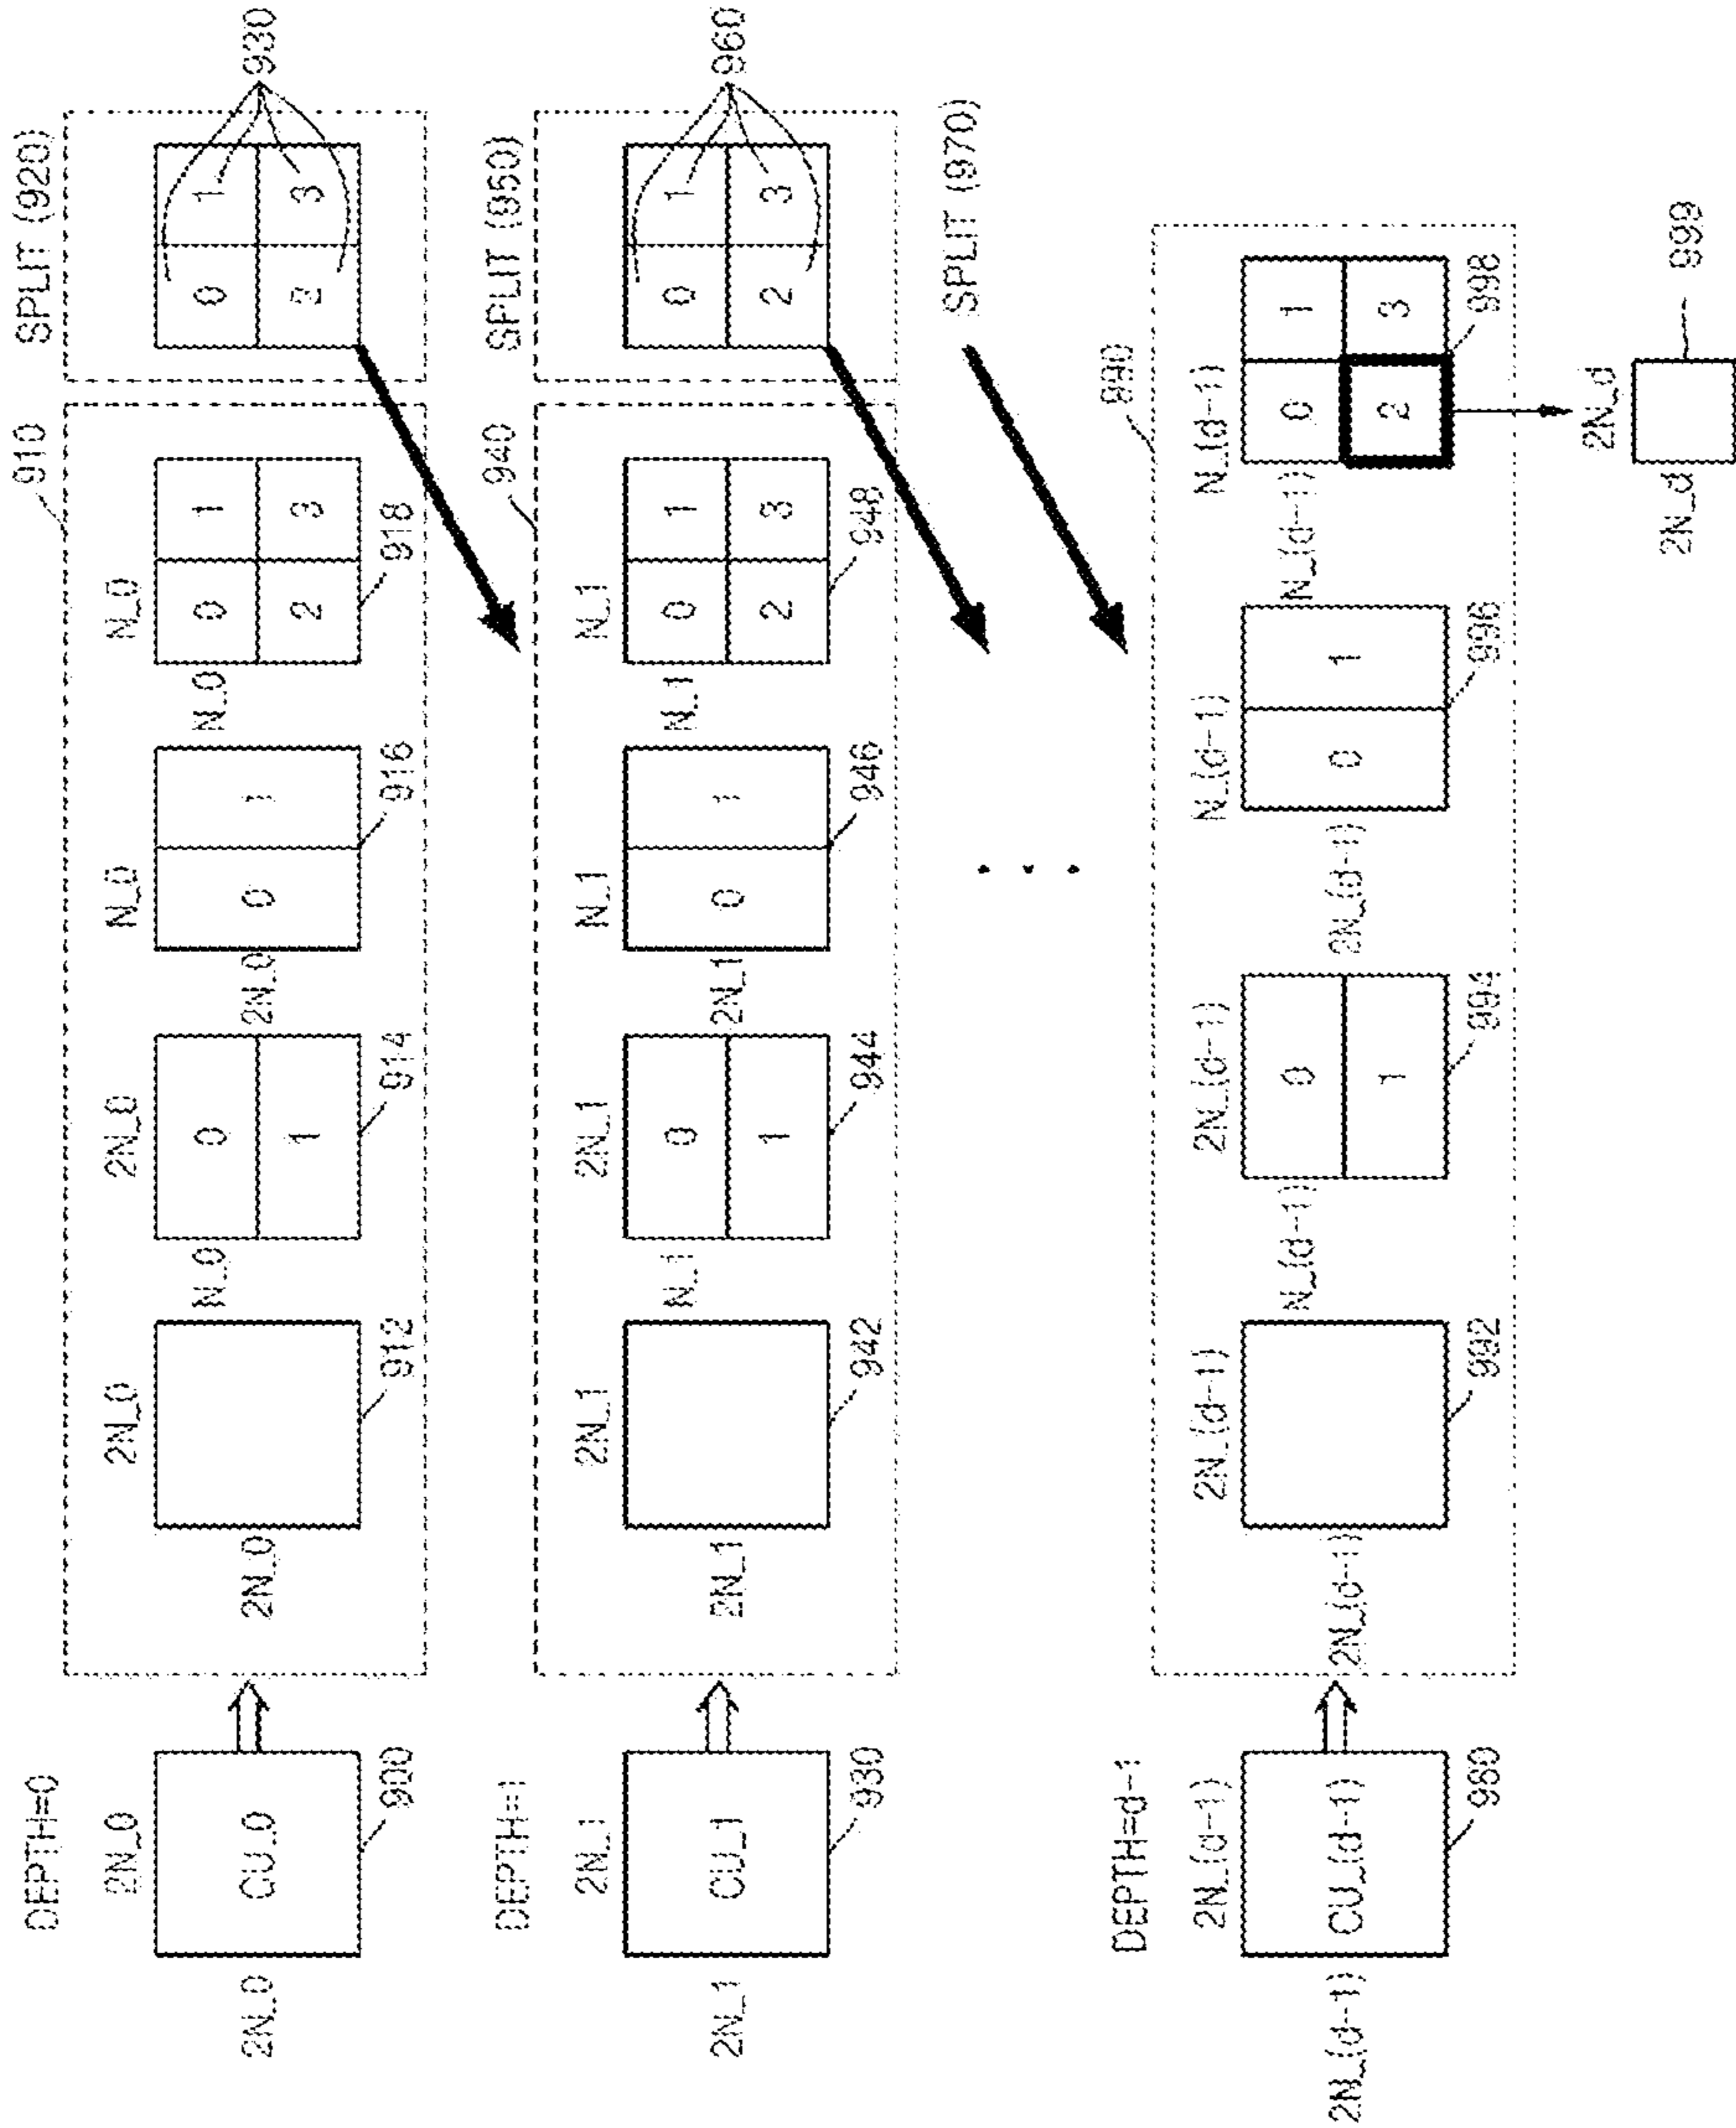 DEPTH=0
2N_0
2N_0
CU_0
900
910
2N_0
2N_0
912
2N_0
N_0
0
1
914
N_0
2N_0
0
1
916
N_0
N_0
0
1
2
3
918
SPLIT (920)
0
1
2
3
930
DEPTH=1
2N_1
2N_1
CU_1
930
940
2N_1
2N_1
942
2N_1
N_1
0
1
944
N_1
2N_1
0
1
946
N_1
N_1
0
1
2
3
948
SPLIT (950)
0
1
2
3
960
SPLIT (970)
DEPTH=d-1
2N_(d-1)
2N_(d-1)
CU_(d-1)
980
990
2N_(d-1)
2N_(d-1)
992
2N_(d-1)
N_(d-1)
0
1
994
N_(d-1)
2N_(d-1)
0
1
996
N_(d-1)
N_(d-1)
0
1
2
3
998
2N_d
2N_d
999